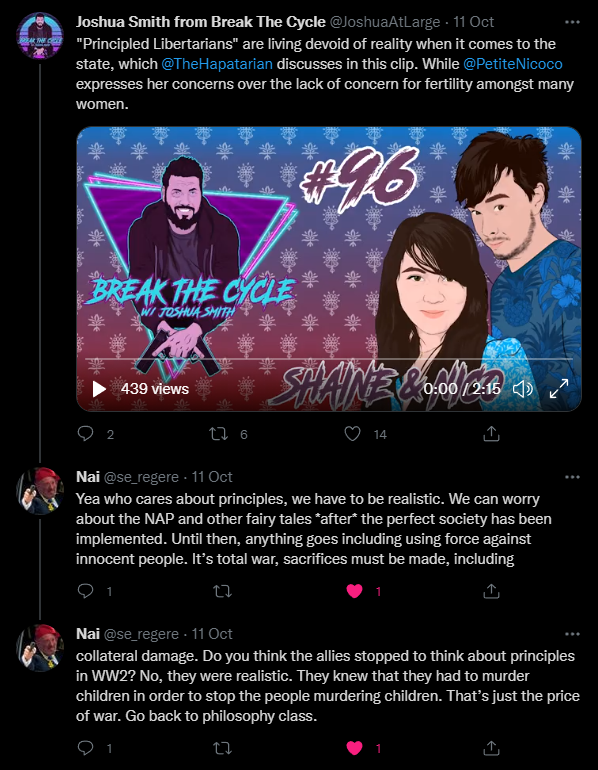 Joshua Smith from Break The Cycle @JoshuaAtLarge · 11 Oct
"Principled Libertarians" are living devoid of reality when it comes to the
state, which @TheHapatarian discusses in this clip. While @PetiteNicoco
expresses her concerns over the lack of concern for fertility amongst many
women.
#96
BREAK THE CYCLE
W/ JOSHUA SMITH
SHAINE & NICO
439 views
0:00 / 2:15
2
6
14
Nai @se_regere · 11 Oct
Yea who cares about principles, we have to be realistic. We can worry
about the NAP and other fairy tales *after* the perfect society has been
implemented. Until then, anything goes including using force against
innocent people. It’s total war, sacrifices must be made, including
1
1
Nai @se_regere · 11 Oct
collateral damage. Do you think the allies stopped to think about principles
in WW2? No, they were realistic. They knew that they had to murder
children in order to stop the people murdering children. That’s just the price
of war. Go back to philosophy class.
1
1